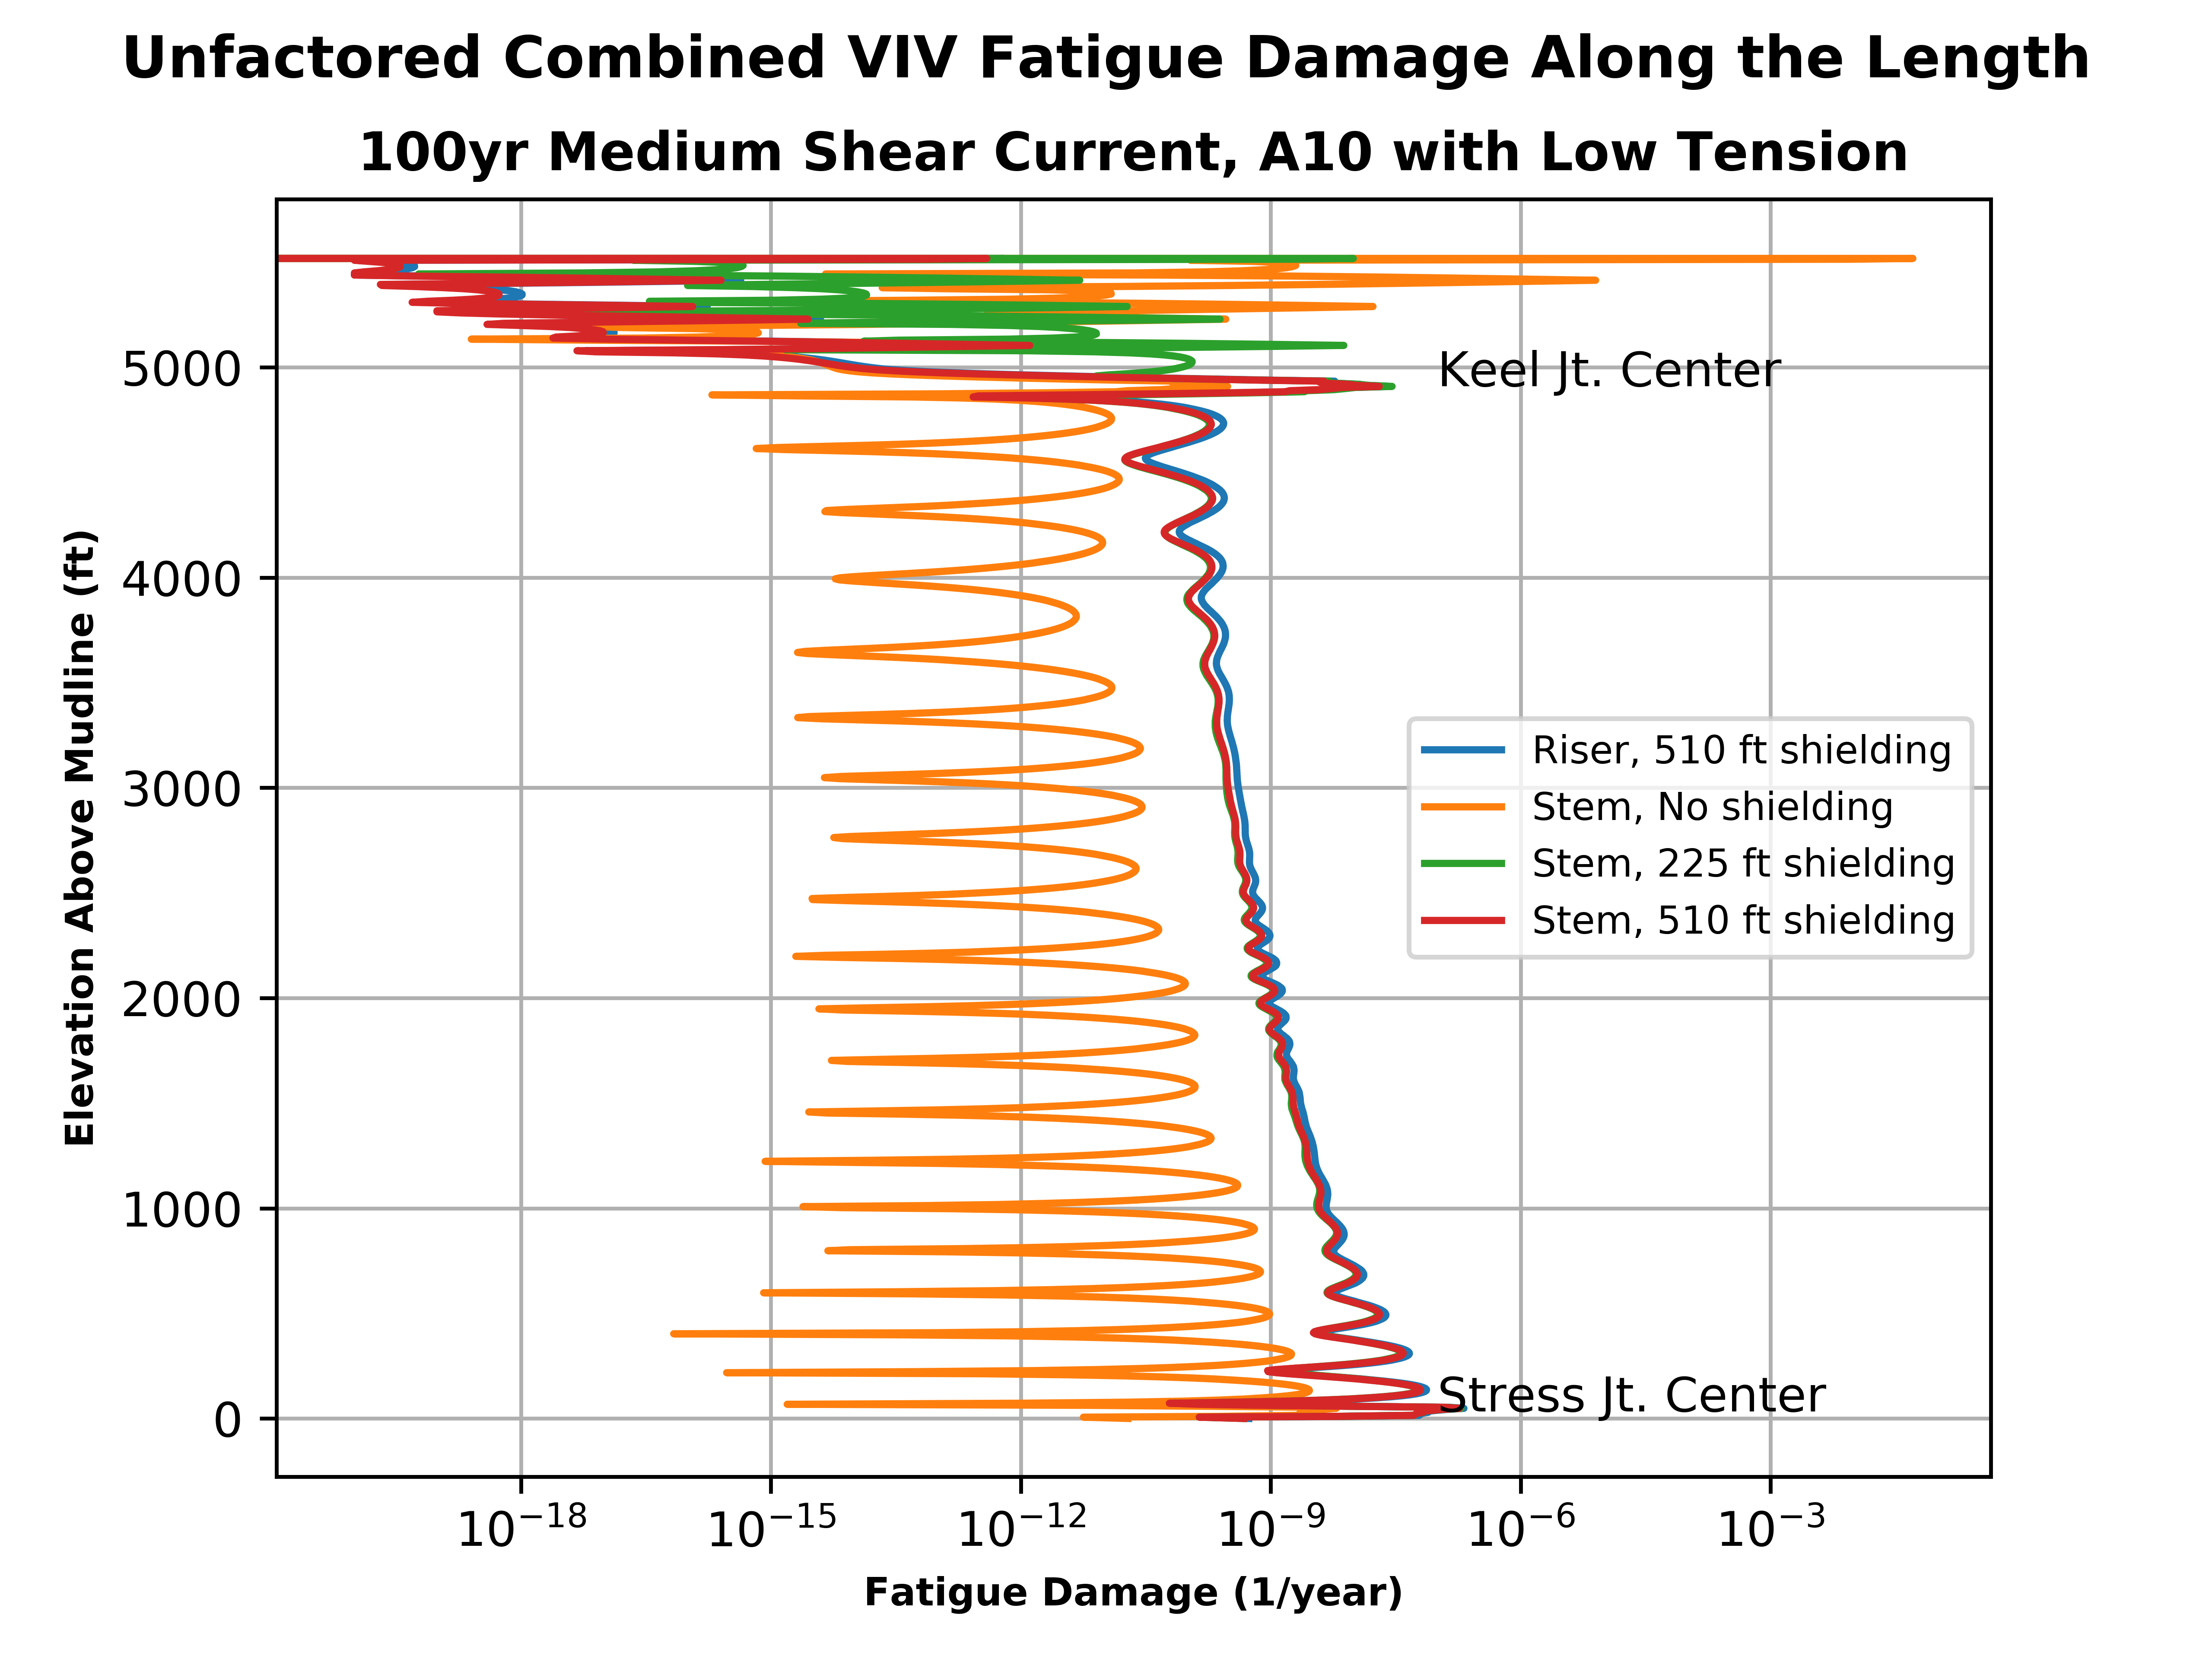 Unfactored Combined VIV Fatigue Damage Along the Length
100yr Medium Shear Current, A10 with Low Tension
Elevation Above Mudline (ft)
5000
4000
3000
2000
1000
0
Keel Jt. Center
Riser, 510 ft shielding
Stem, No shielding
Stem, 225 ft shielding
Stem, 510 ft shielding
Stress Jt. Center
10⁻¹⁸ 10⁻¹⁵ 10⁻¹² 10⁻⁹ 10⁻⁶ 10⁻³
Fatigue Damage (1/year)